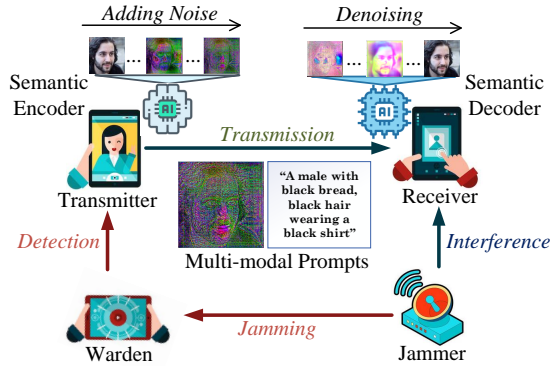 Adding Noise
Denoising
... ...
... ...
Semantic
Encoder
AI
AI
Semantic
Decoder
Transmission
Transmitter
Receiver
“A male with
black bread,
black hair
wearing a
black shirt”
Detection
Interference
Multi-modal Prompts
Jamming
Warden
Jammer